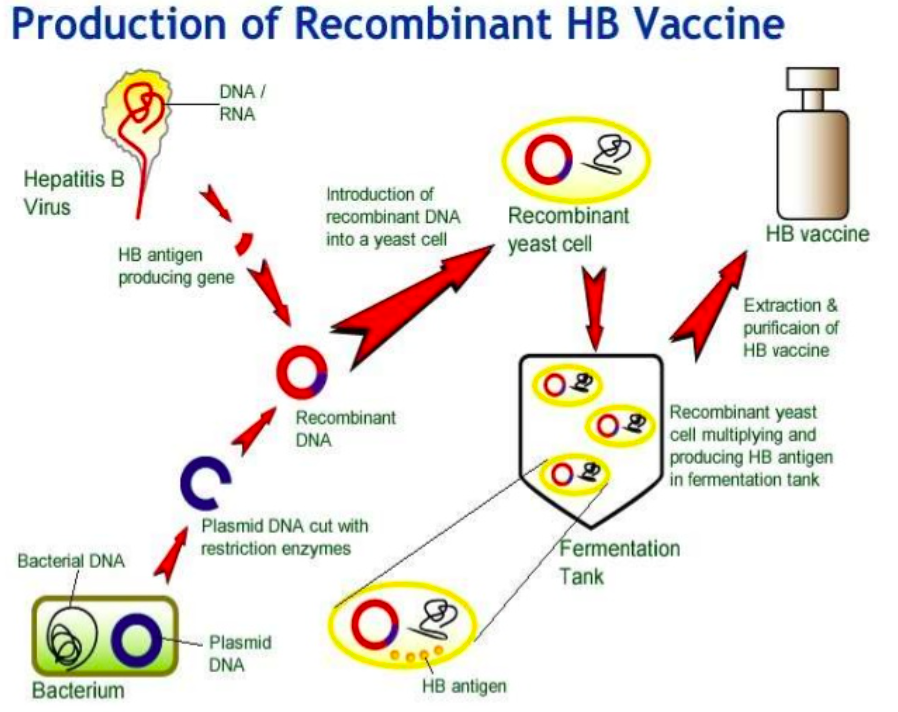 Production of Recombinant HB Vaccine
DNA /
RNA
Hepatitis B
Virus
HB antigen
producing gene
Introduction of
recombinant DNA
into a yeast cell
Recombinant
yeast cell
HB vaccine
Extraction &
purificaion of
HB vaccine
Recombinant
DNA
Recombinant yeast
cell multiplying and
producing HB antigen
in fermentation tank
Plasmid DNA cut with
restriction enzymes
Fermentation
Tank
Bacterial DNA
Plasmid
DNA
Bacterium
HB antigen